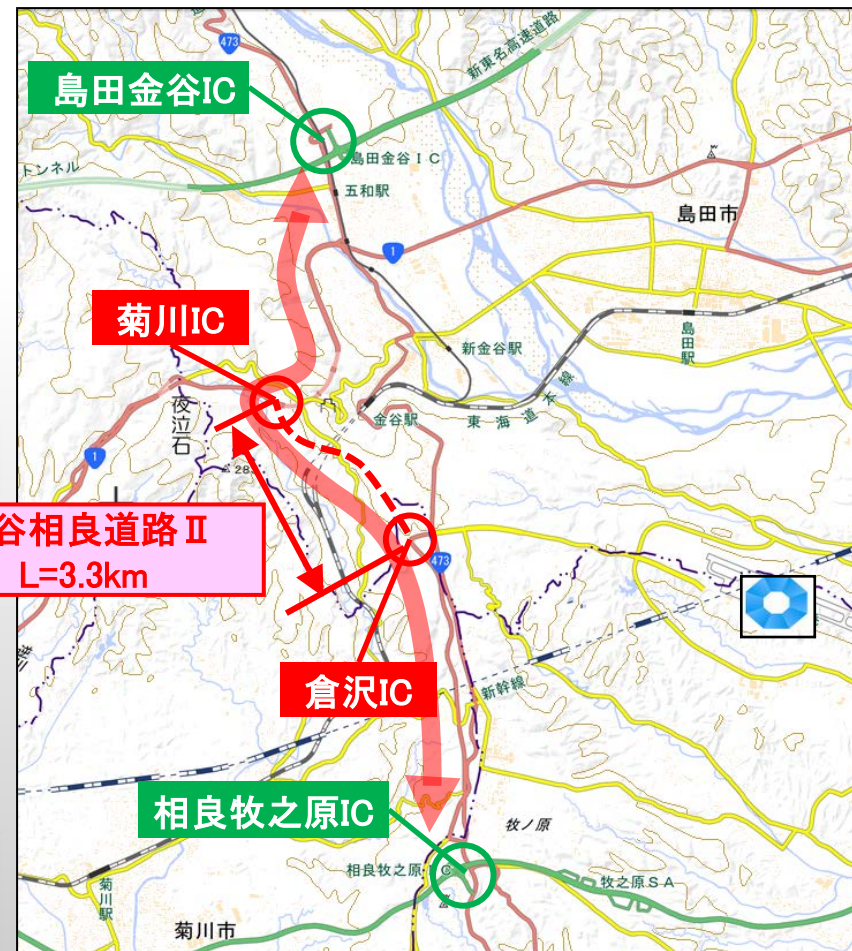 473
島田金谷IC
新東名高速道路
トンネル
島田金谷IC
五和駅
島田市
1
菊川IC
新金谷駅
島田駅
夜泣石
金谷駅
東海道本線
1
28
谷相良道路Ⅱ
L=3.3km
473
倉沢IC
新幹線
相良牧之原IC
牧ノ原
相良牧之原
C
牧之原SA
菊川駅
菊川市